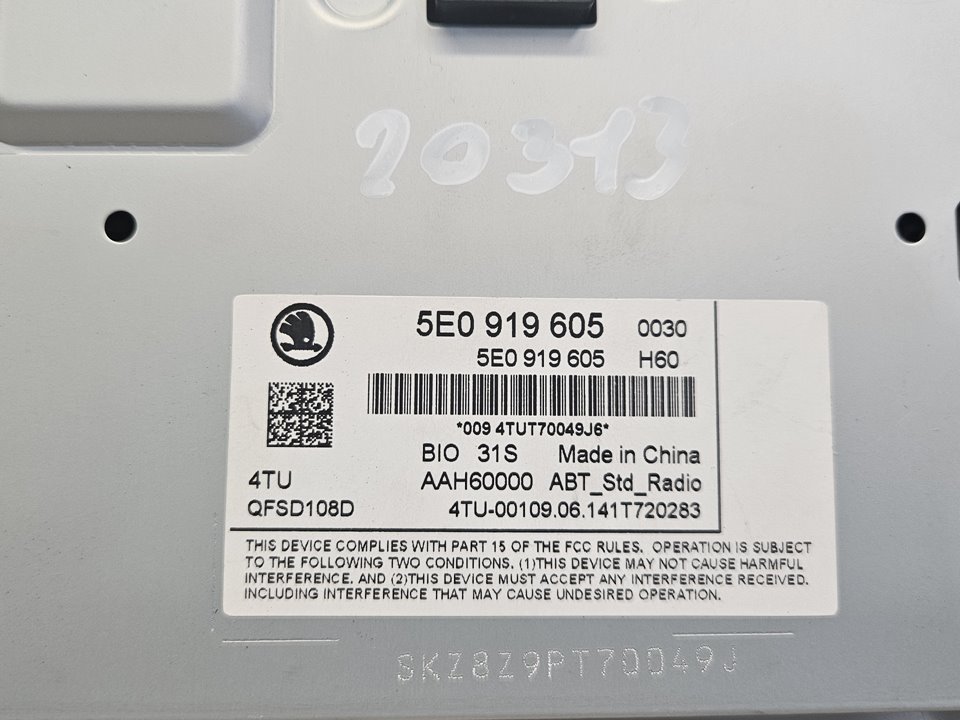 20313
5E0 919 605 0030
5E0 919 605 H60
*009 4TUT70049J6*
BIO 31S Made in China
4TU AAH60000 ABT_Std_Radio
QFSD108D 4TU-00109.06.141T720283
THIS DEVICE COMPLIES WITH PART 15 OF THE FCC RULES. OPERATION IS SUBJECT
TO THE FOLLOWING TWO CONDITIONS, (1)THIS DEVICE MAY NOT CAUSE HARMFUL
INTERFERENCE, AND (2)THIS DEVICE MUST ACCEPT ANY INTERFERENCE RECEIVED.
INCLUDING INTERFERENCE THAT MAY CAUSE UNDESIRED OPERATION.
SKZ8Z9PT70049J